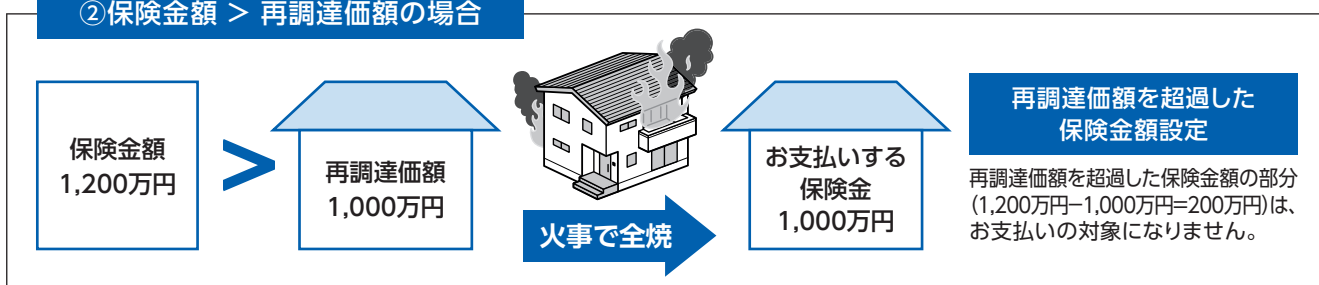 ②保険金額 ＞ 再調達価額の場合
保険金額
1,200万円
>
再調達価額
1,000万円
火事で全焼
お支払いする
保険金
1,000万円
再調達価額を超過した
保険金額設定
再調達価額を超過した保険金額の部分
（1,200万円−1,000万円=200万円）は、
お支払いの対象になりません。